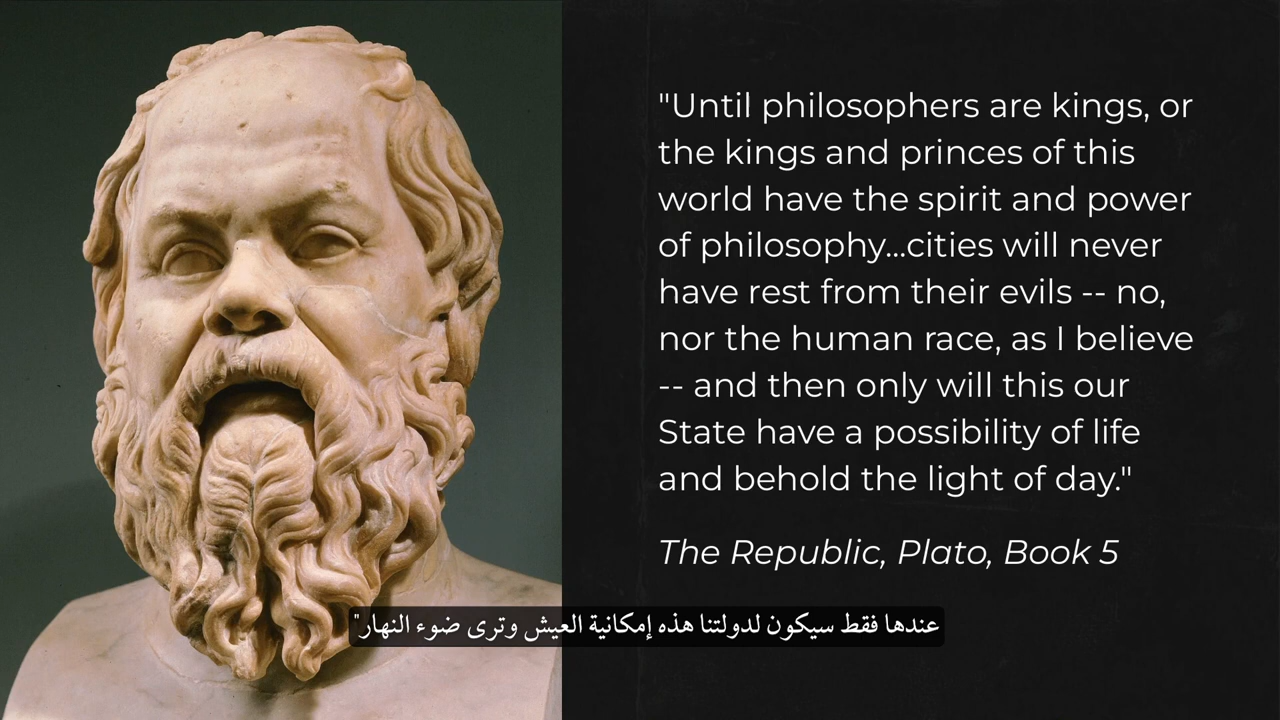 "Until philosophers are kings, or
the kings and princes of this
world have the spirit and power
of philosophy...cities will never
have rest from their evils -- no,
nor the human race, as I believe
-- and then only will this our
State have a possibility of life
and behold the light of day."
The Republic, Plato, Book 5
عندها فقط سيكون لدولتنا هذه إمكانية العيش وترى ضوء النهار"